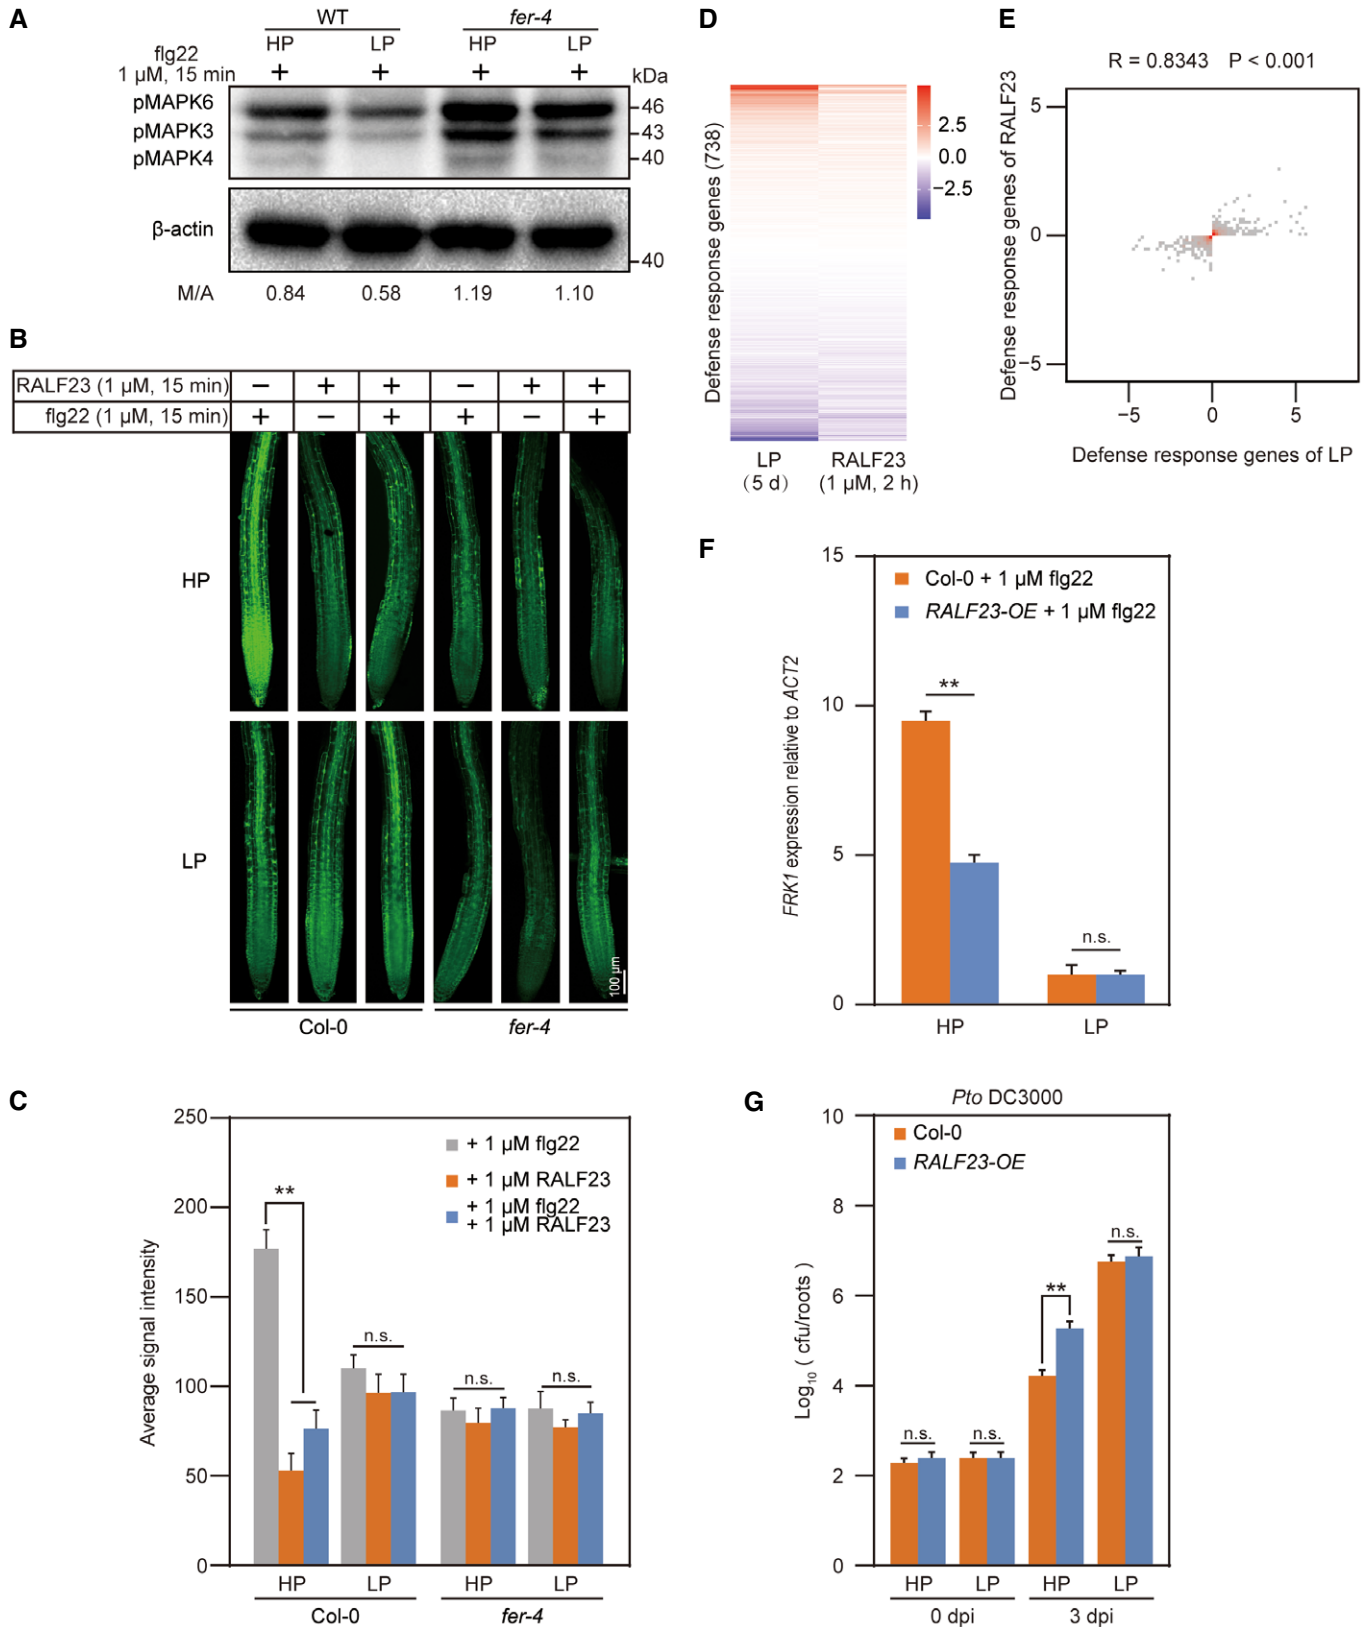 A
WT fer-4
HP LP HP LP
flg22
1 µM, 15 min + + + + kDa
pMAPK6 46
pMAPK3 43
pMAPK4 40
β-actin
40
M/A 0.84 0.58 1.19 1.10
B
RALF23 (1 µM, 15 min) − + + − + +
flg22 (1 µM, 15 min) + − + + − +
HP
LP
100 µm
Col-0 fer-4
C
250
200
150
100
50
0
Average signal intensity
+ 1 µM flg22
+ 1 µM RALF23
+ 1 µM flg22
+ 1 µM RALF23
**
n.s.
n.s.
n.s.
HP LP HP LP
Col-0 fer-4
D
Defense response genes (738)
2.5
0.0
−2.5
LP RALF23
(5 d) (1 µM, 2 h)
E
R = 0.8343 P < 0.001
Defense response genes of RALF23
5
0
−5
−5 0 5
Defense response genes of LP
F
15
10
5
0
FRK1 expression relative to ACT2
Col-0 + 1 µM flg22
RALF23-OE + 1 µM flg22
**
n.s.
HP LP
G
Pto DC3000
10
8
6
4
2
0
Log10 ( cfu/roots )
Col-0
RALF23-OE
n.s.
n.s.
**
n.s.
HP LP HP LP
0 dpi 3 dpi